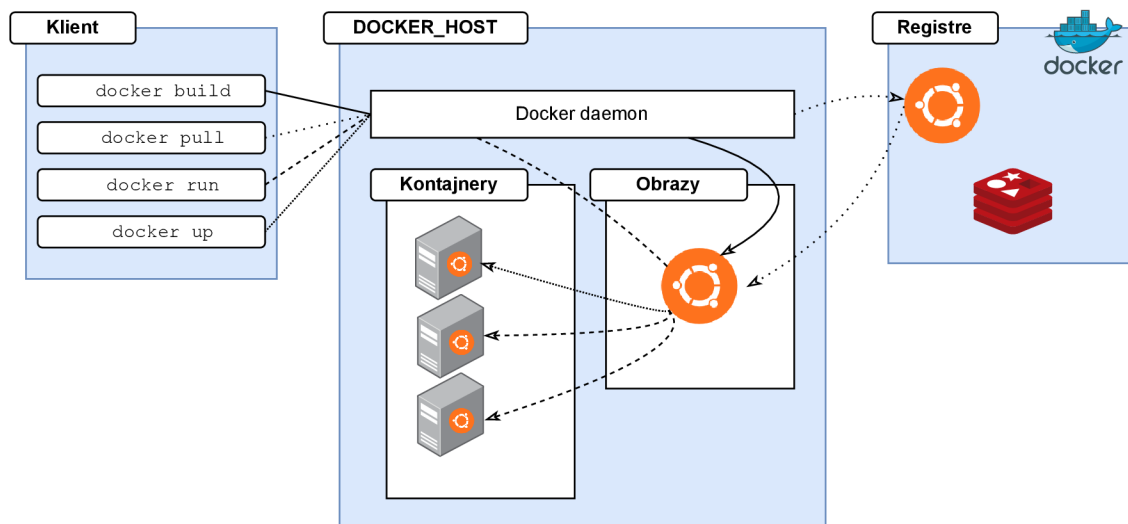 Klient
docker build
docker pull
docker run
docker up
DOCKER_HOST
Docker daemon
Kontajnery
Obrazy
Registre
docker